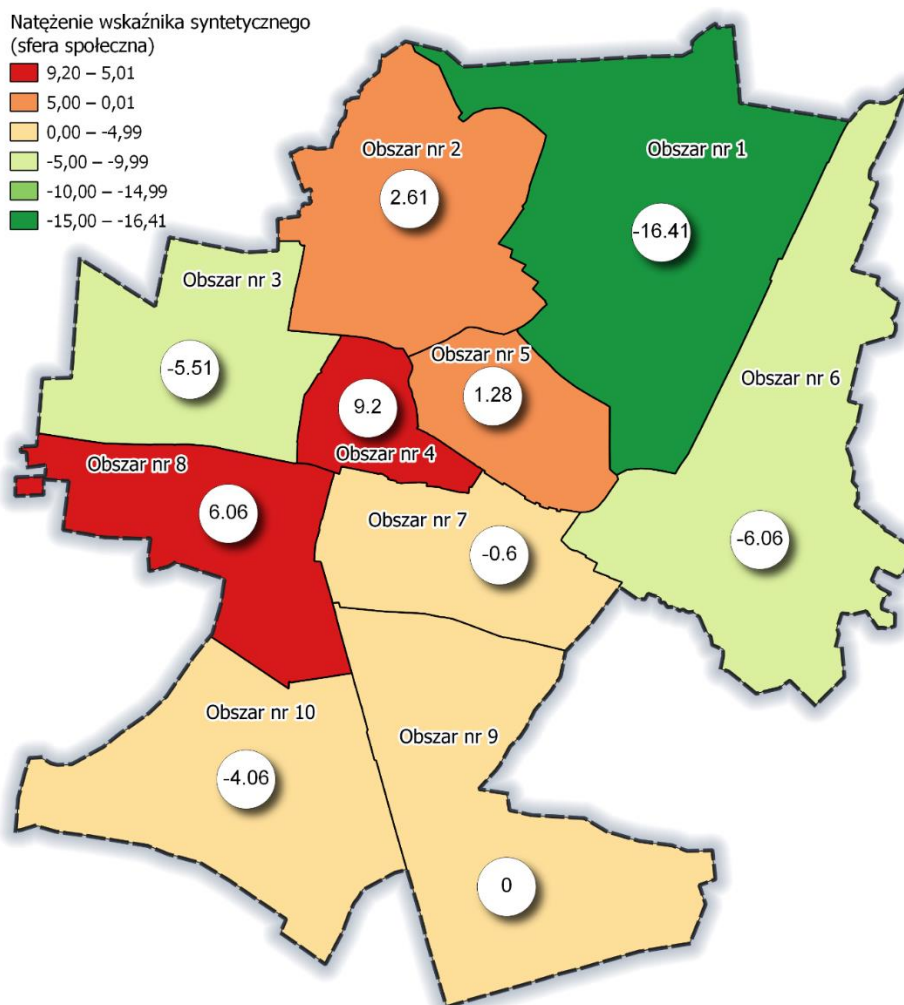 Natężenie wskaźnika syntetycznego
(sfera społeczna)
9,20 – 5,01
5,00 – 0,01
0,00 – -4,99
-5,00 – -9,99
-10,00 – -14,99
-15,00 – -16,41
Obszar nr 2
2.61
Obszar nr 1
-16.41
Obszar nr 3
-5.51
Obszar nr 5
1.28
Obszar nr 6
-6.06
9.2
Obszar nr 4
Obszar nr 8
6.06
Obszar nr 7
-0.6
Obszar nr 10
-4.06
Obszar nr 9
0